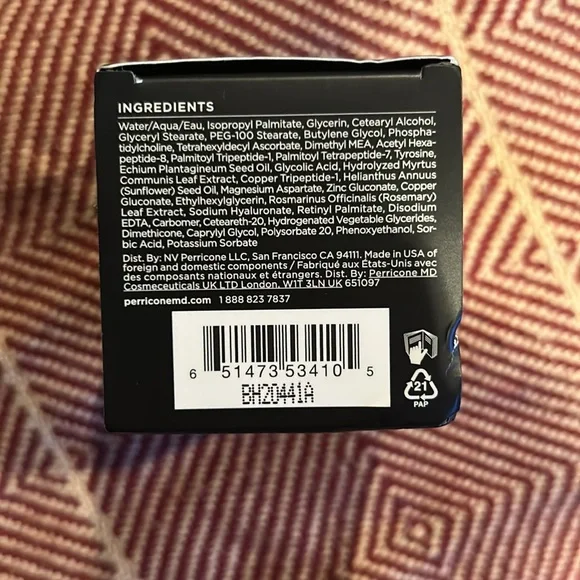 INGREDIENTS
Water/Aqua/Eau, Isopropyl Palmitate, Glycerin, Cetearyl Alcohol,
Glyceryl Stearate, PEG-100 Stearate, Butylene Glycol, Phospha-
tidylcholine, Tetrahexyldecyl Ascorbate, Dimethyl MEA, Acetyl Hexa-
peptide-8, Palmitoyl Tripeptide-1, Palmitoyl Tetrapeptide-7, Tyrosine,
Echium Plantagineum Seed Oil, Glycolic Acid, Hydrolyzed Myrtus
Communis Leaf Extract, Copper Tripeptide-1, Helianthus Annuus
(Sunflower) Seed Oil, Magnesium Aspartate, Zinc Gluconate, Copper
Gluconate, Ethylhexylglycerin, Rosmarinus Officinalis (Rosemary)
Leaf Extract, Sodium Hyaluronate, Retinyl Palmitate, Disodium
EDTA, Carbomer, Ceteareth-20, Hydrogenated Vegetable Glycerides,
Dimethicone, Caprylyl Glycol, Polysorbate 20, Phenoxyethanol, Sor-
bic Acid, Potassium Sorbate
Dist. By: NV Perricone LLC, San Francisco CA 94111. Made in USA of
foreign and domestic components / Fabriqué aux États-Unis avec
des composants nationaux et étrangers. Dist. By: Perricone MD
Cosmeceuticals UK LTD London, W1T 3LN UK 651097
perriconemd.com 1 888 823 7837
6 51473 53410 5
BH20441A
21
PAP